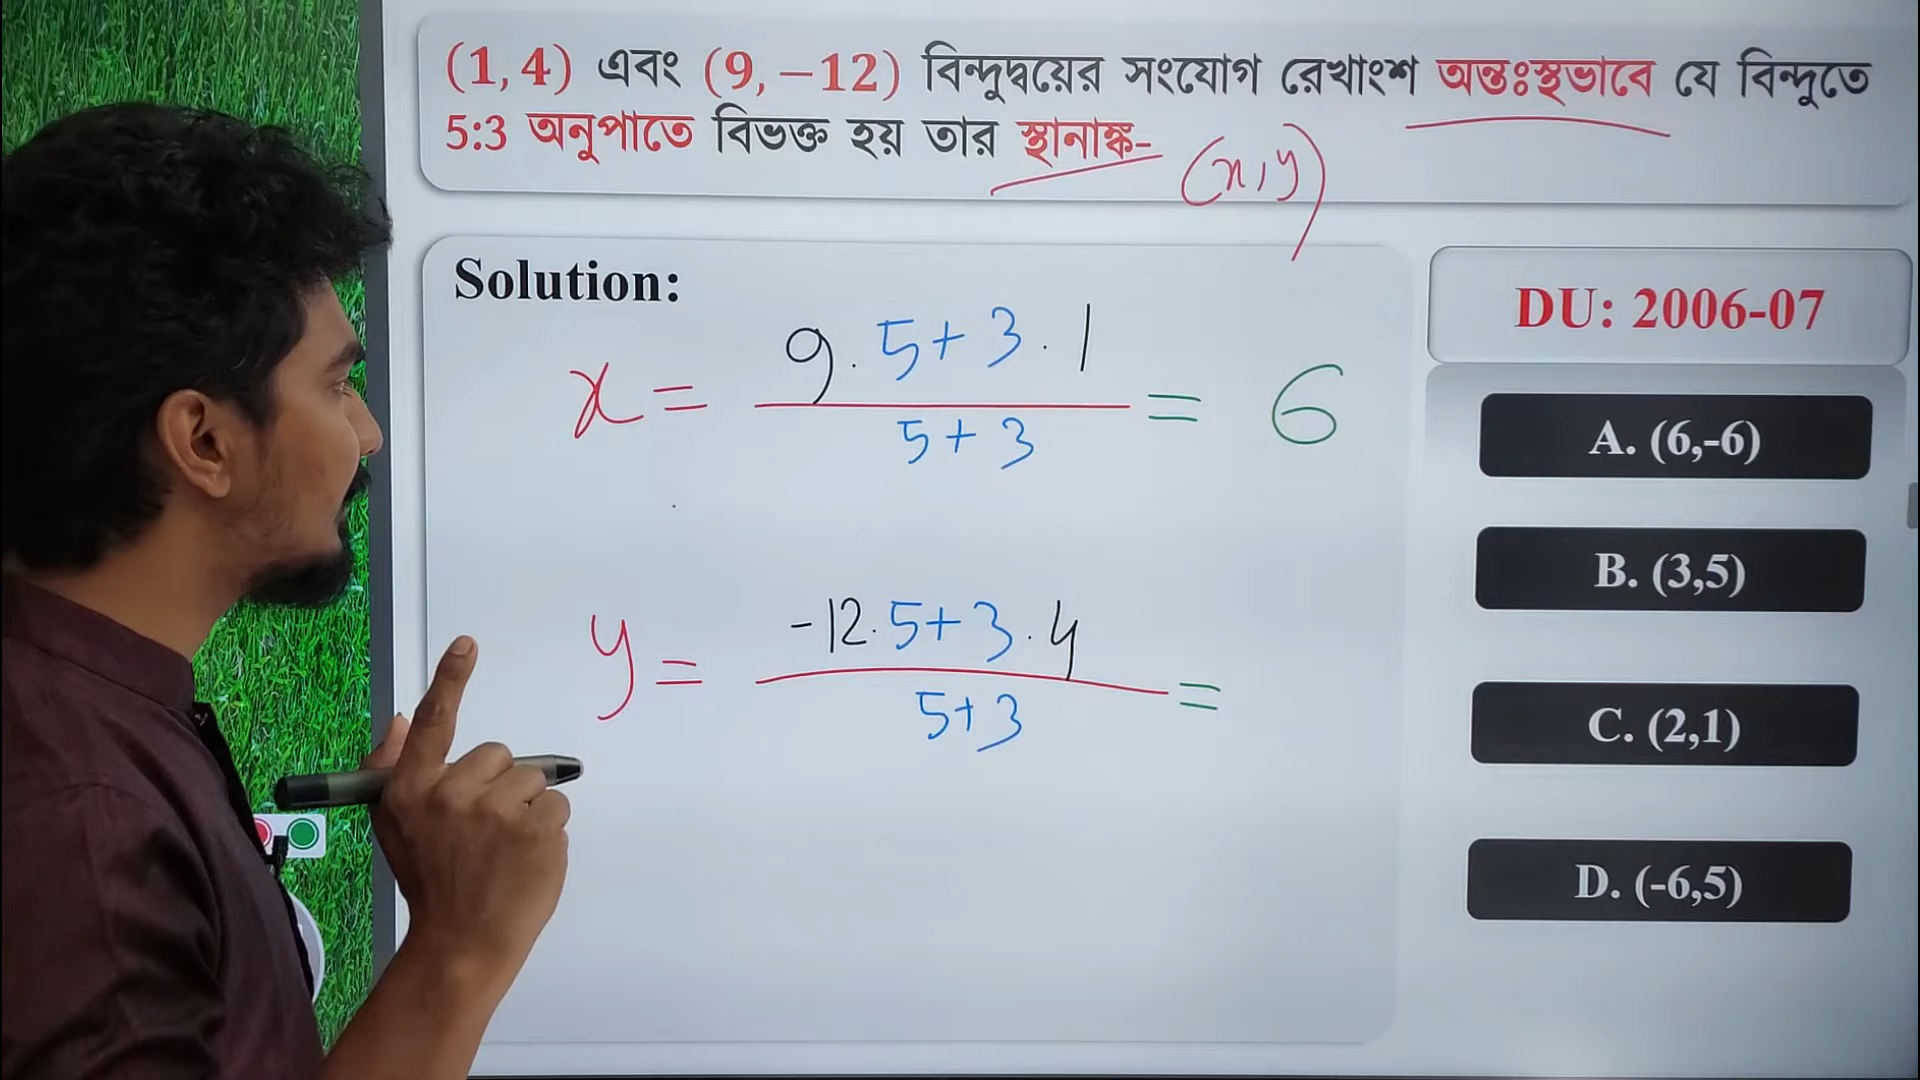 (1, 4) এবং (9, −12) বিন্দুদ্বয়ের সংযোগ রেখাংশ অন্তঃস্থভাবে যে বিন্দুতে
5:3 অনুপাতে বিভক্ত হয় তার স্থানাঙ্ক-
(x, y)
Solution:
x = (9.5+3.1)/(5+3) = 6
y = (-12.5+3.4)/(5+3) =
DU: 2006-07
A. (6,-6)
B. (3,5)
C. (2,1)
D. (-6,5)